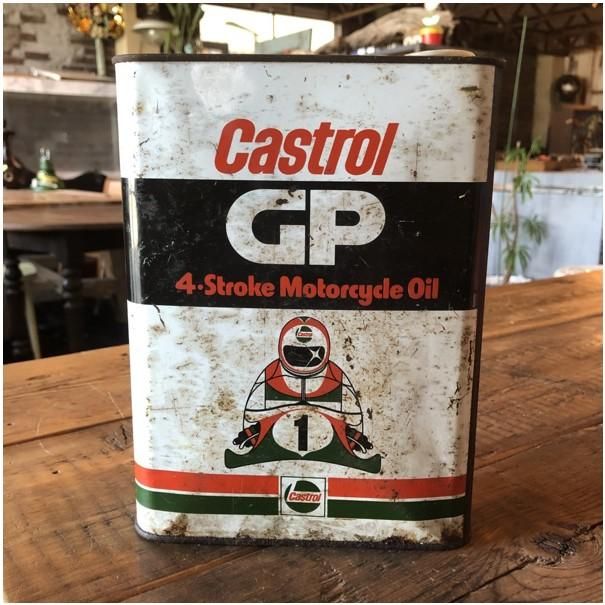 Castrol
GP
4-Stroke Motorcycle Oil
Castrol
1
Castrol